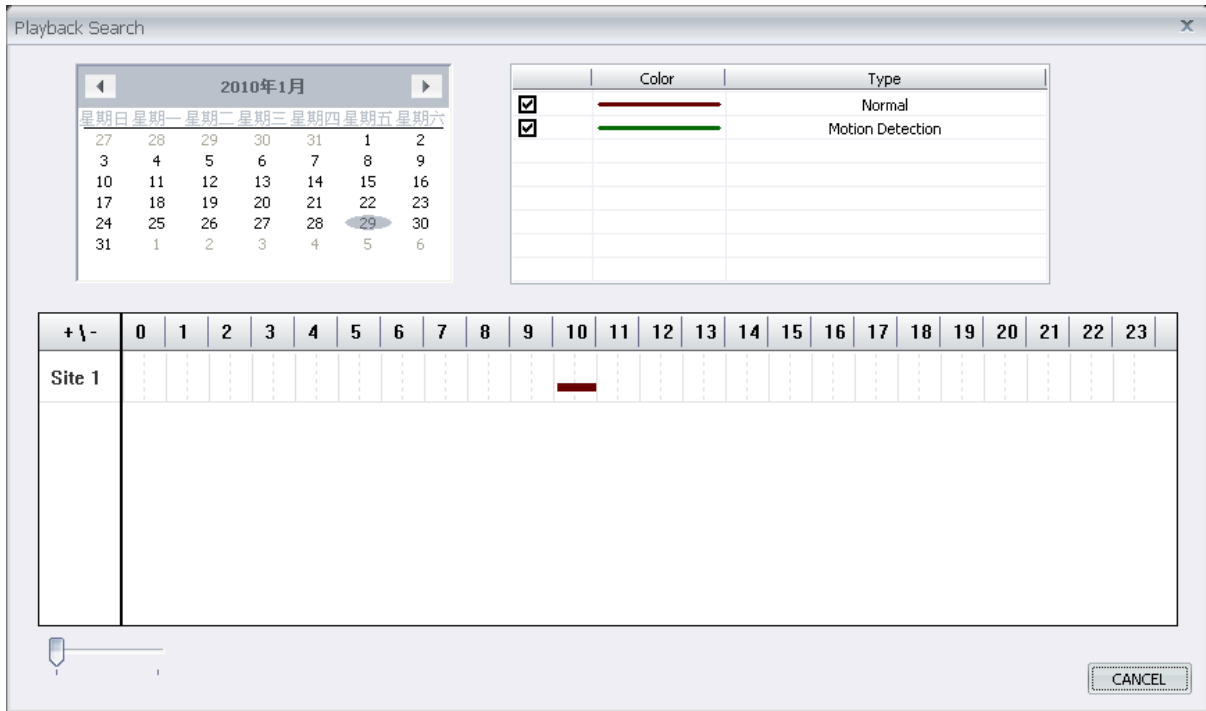 Playback Search
2010年1月
星期日 星期一 星期二 星期三 星期四 星期五 星期六
27 28 29 30 31 1 2
3 4 5 6 7 8 9
10 11 12 13 14 15 16
17 18 19 20 21 22 23
24 25 26 27 28 29 30
31 1 2 3 4 5 6
Color Type
Normal
Motion Detection
+ \ - 0 1 2 3 4 5 6 7 8 9 10 11 12 13 14 15 16 17 18 19 20 21 22 23
Site 1
CANCEL